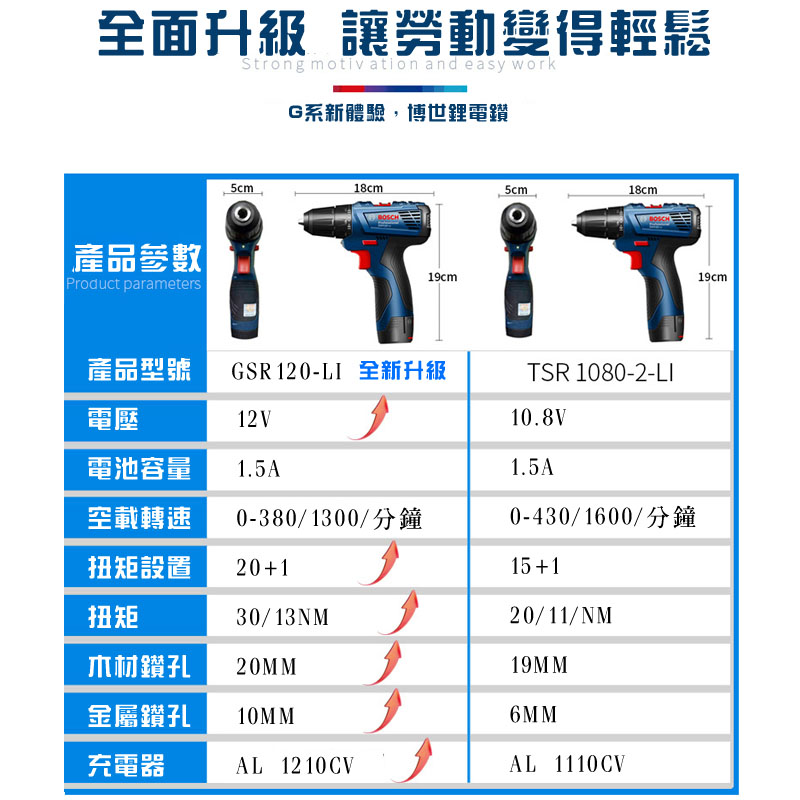 全面升級 讓勞動變得輕鬆
Strong motivation and easy work
G系新體驗，博世鋰電鑽
5cm 18cm 5cm 18cm
BOSCH BOSCH
產品參數 19cm 19cm
Product parameters
產品型號 GSR120-LI 全新升級 TSR 1080-2-LI
電壓 12V 10.8V
電池容量 1.5A 1.5A
空載轉速 0-380/1300/分鐘 0-430/1600/分鐘
扭矩設置 20+1 15+1
扭矩 30/13NM 20/11/NM
木材鑽孔 20MM 19MM
金屬鑽孔 10MM 6MM
充電器 AL 1210CV AL 1110CV